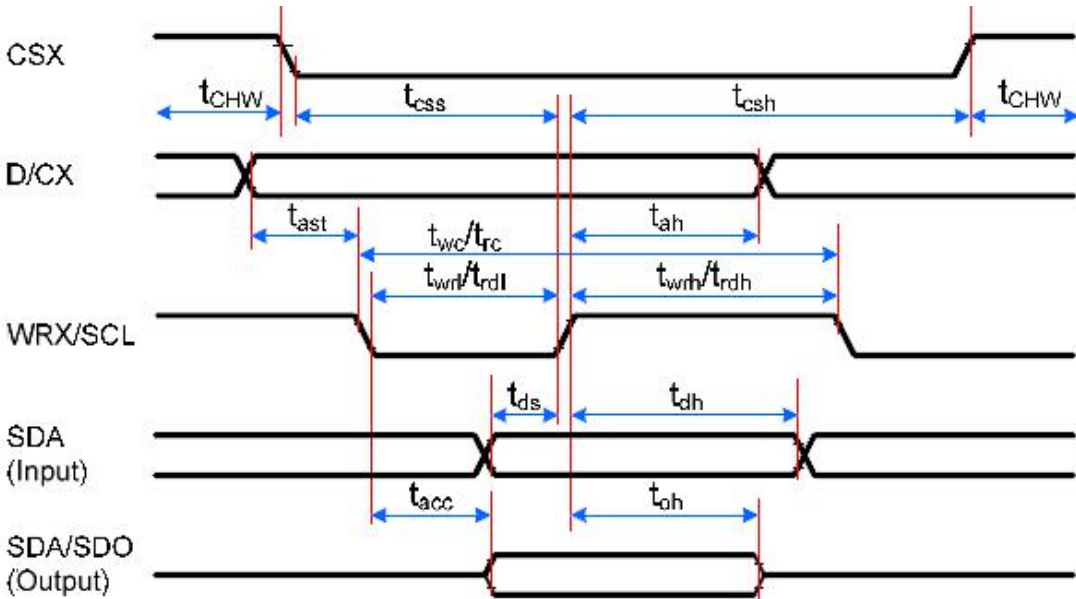 CSX
tCHW tcss tcsh tCHW
D/CX
tast tah
twc/trc
twrl/trdl twrh/trdh
WRX/SCL
tds tdh
SDA
(Input)
tacc toh
SDA/SDO
(Output)